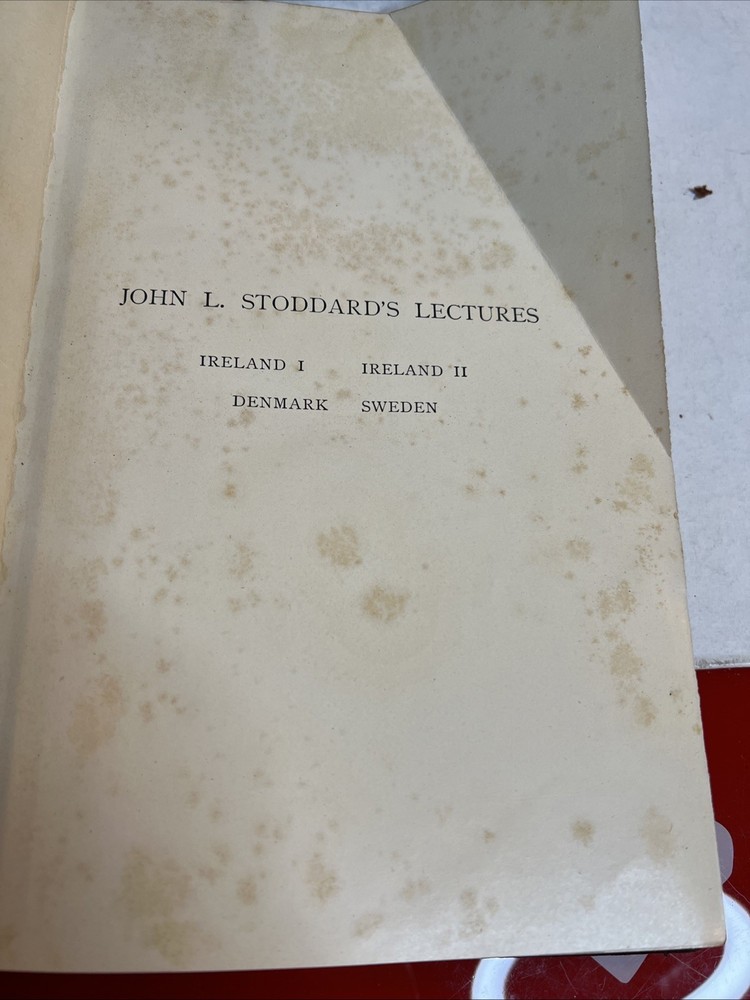 JOHN L. STODDARD'S LECTURES
IRELAND I IRELAND II
DENMARK SWEDEN